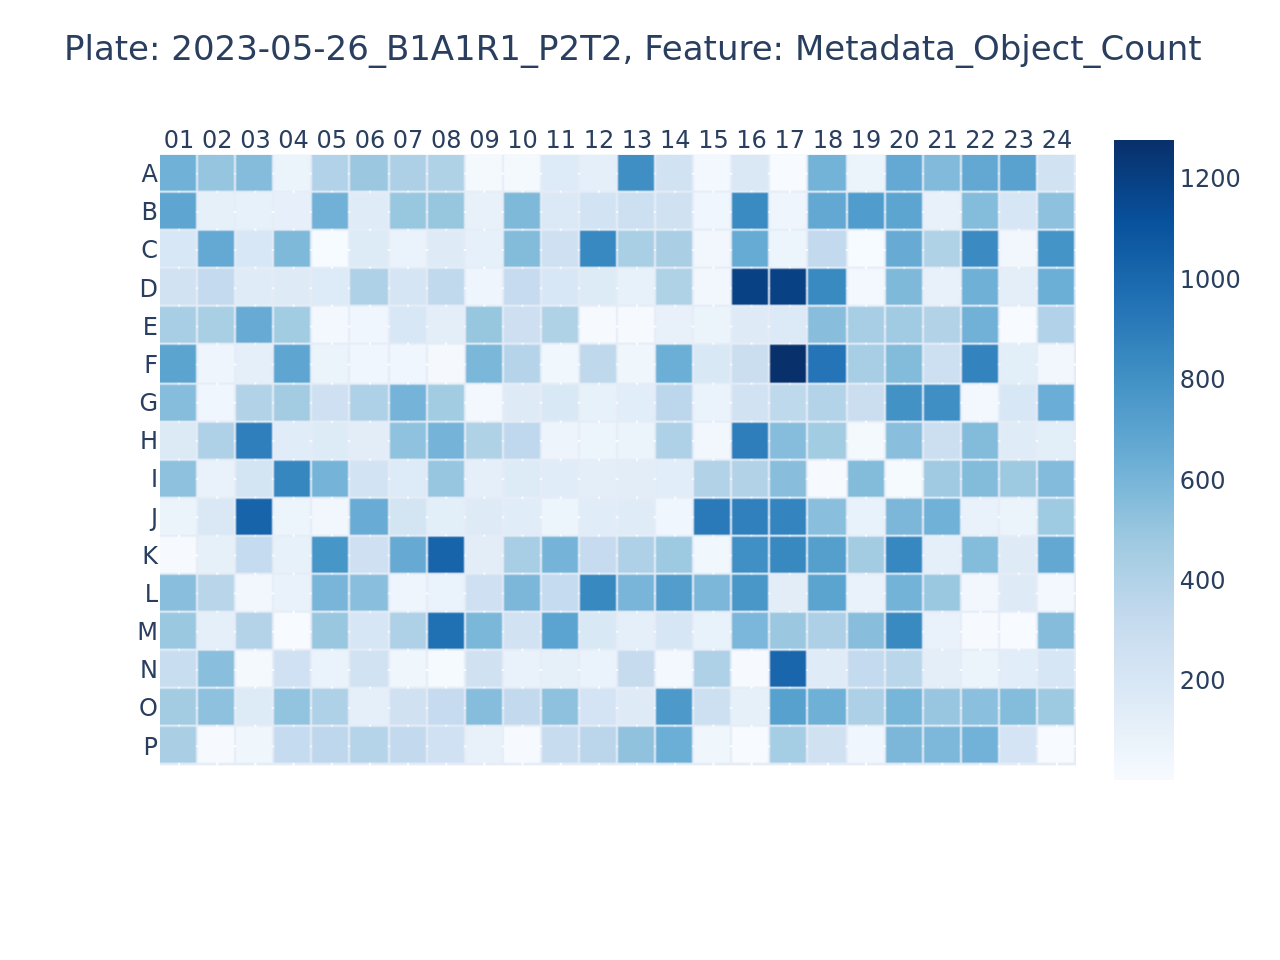 Plate: 2023-05-26_B1A1R1_P2T2, Feature: Metadata_Object_Count
01 02 03 04 05 06 07 08 09 10 11 12 13 14 15 16 17 18 19 20 21 22 23 24
A
B
C
D
E
F
G
H
I
J
K
L
M
N
O
P
1200
1000
800
600
400
200